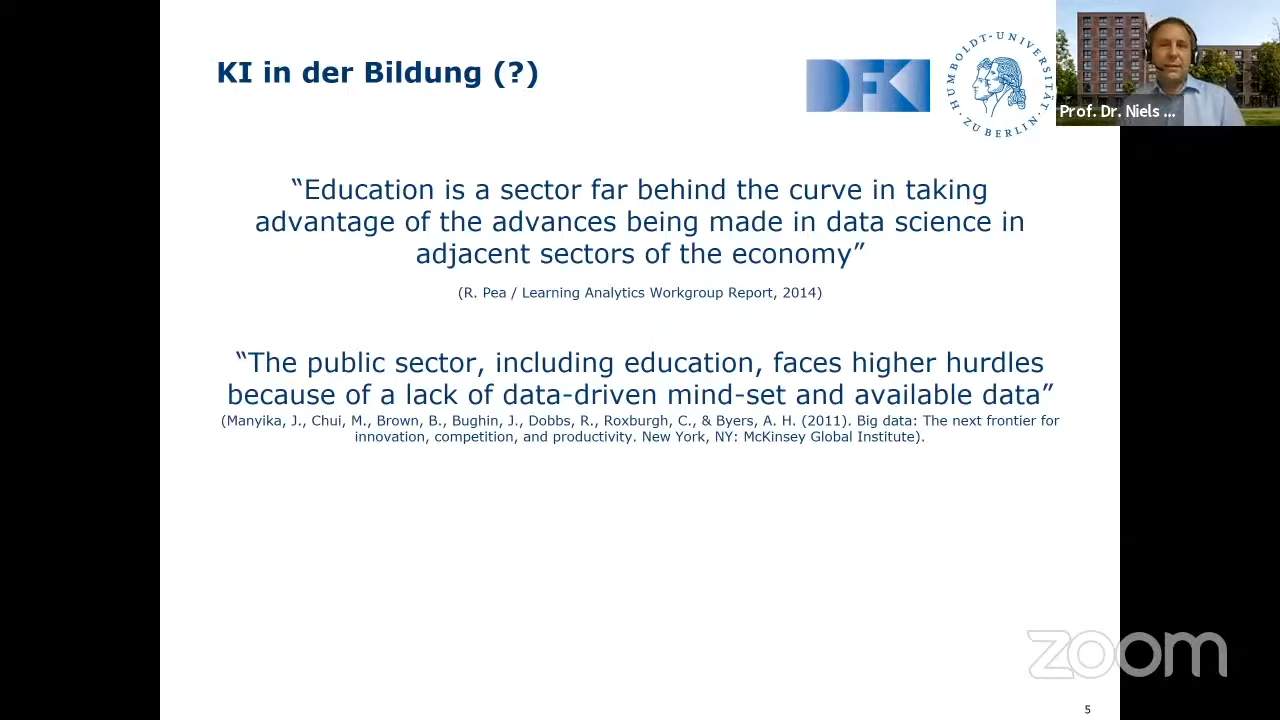 KI in der Bildung (?)
DFKI
HUMBOLDT-UNIVERSITÄT ZU BERLIN
Prof. Dr. Niels ...
“Education is a sector far behind the curve in taking
advantage of the advances being made in data science in
adjacent sectors of the economy”
(R. Pea / Learning Analytics Workgroup Report, 2014)
“The public sector, including education, faces higher hurdles
because of a lack of data-driven mind-set and available data”
(Manyika, J., Chui, M., Brown, B., Bughin, J., Dobbs, R., Roxburgh, C., & Byers, A. H. (2011). Big data: The next frontier for
innovation, competition, and productivity. New York, NY: McKinsey Global Institute).
zoom
5